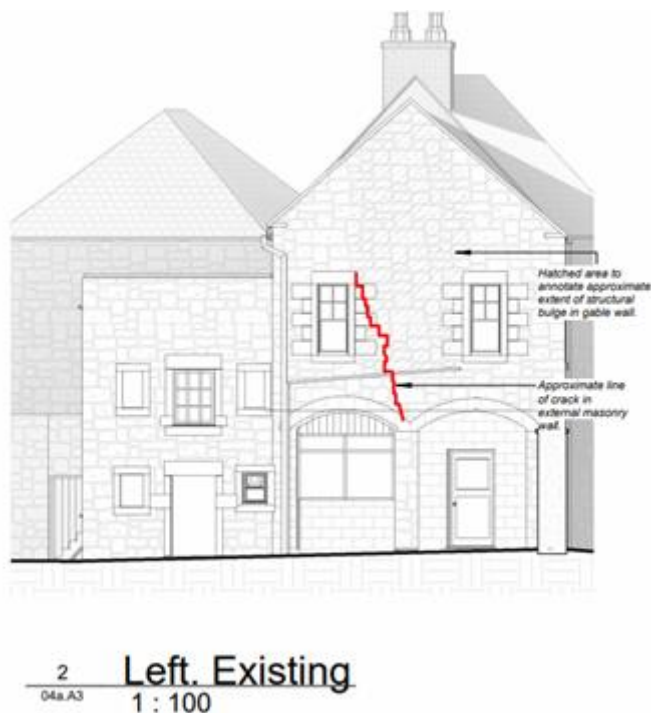 Hatched area to
annotate approximate
extent of structural
bulge in gable wall.
Approximate line
of crack in
external masonry
wall.
2 Left. Existing
04a.A3 1 : 100